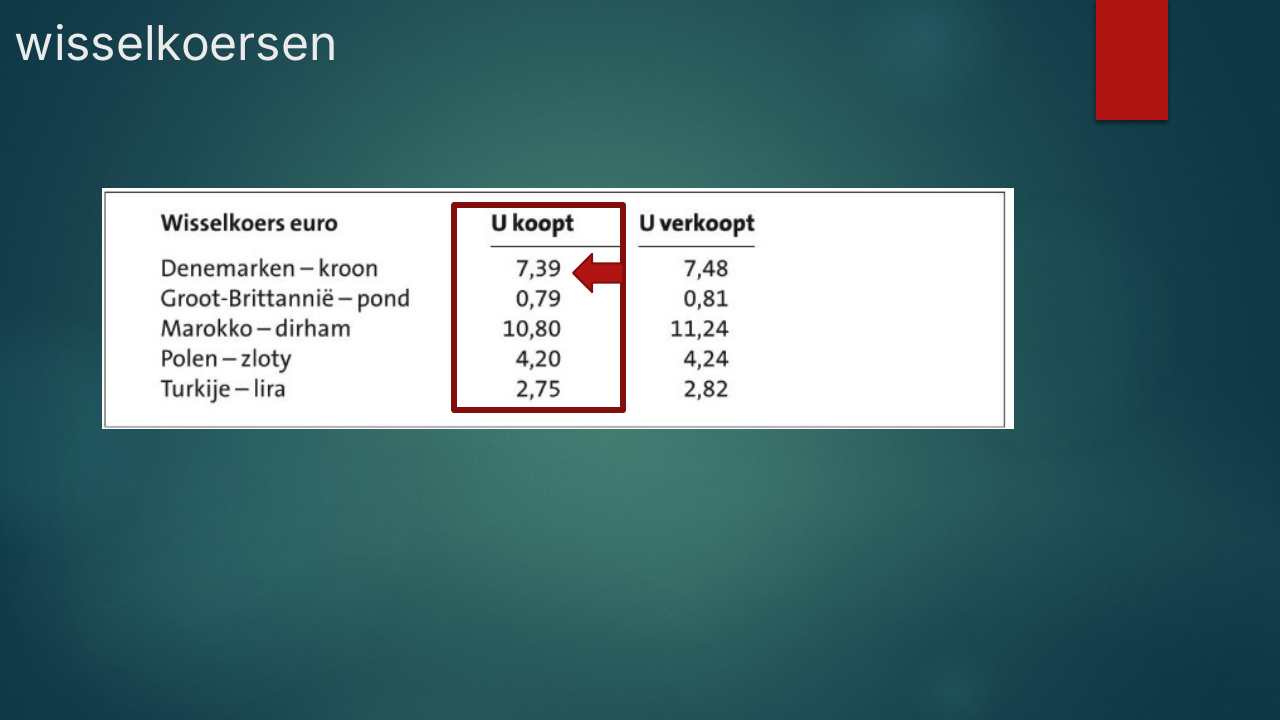 wisselkoersen
Wisselkoers euro U koopt U verkoopt
Denemarken – kroon 7,39 7,48
Groot-Brittannië – pond 0,79 0,81
Marokko – dirham 10,80 11,24
Polen – zloty 4,20 4,24
Turkije – lira 2,75 2,82